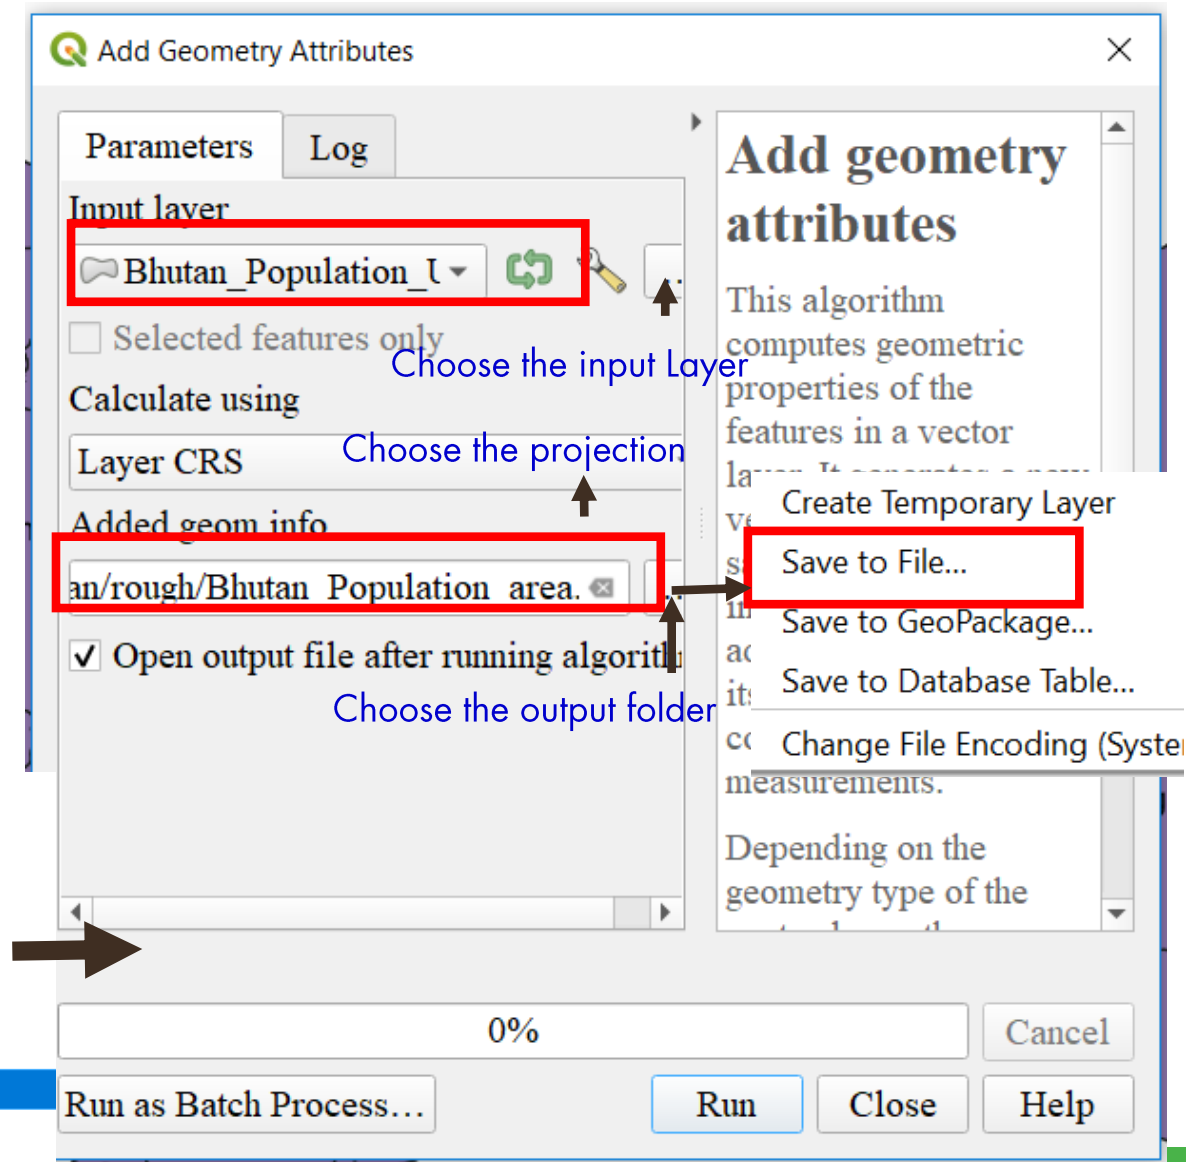 Add Geometry Attributes
Parameters
Log
Input layer
Bhutan_Population_U
...
Selected features only
Choose the input Layer
Calculate using
Layer CRS
Choose the projection
Added geom info
an/rough/Bhutan_Population_area.
Open output file after running algorith
Choose the output folder
Add geometry
attributes
This algorithm
computes geometric
properties of the
features in a vector
measurements.
Depending on the
geometry type of the
Create Temporary Layer
Save to File...
Save to GeoPackage...
Save to Database Table...
Change File Encoding (Syste
0%
Cancel
Run as Batch Process...
Run
Close
Help